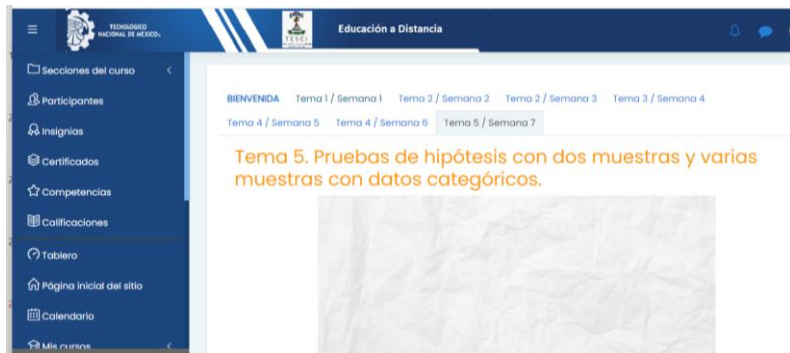 TECNOLÓGICO
NACIONAL DE MÉXICO®
TESCI
Educación a Distancia
Secciones del curso
Participantes
Insignias
Certificados
Competencias
Calificaciones
Tablero
Página inicial del sitio
Calendario
Mis cursos
BIENVENIDA Tema 1 / Semana 1 Tema 2 / Semana 2 Tema 2 / Semana 3 Tema 3 / Semana 4
Tema 4 / Semana 5 Tema 4 / Semana 6 Tema 5 / Semana 7
Tema 5. Pruebas de hipótesis con dos muestras y varias
muestras con datos categóricos.